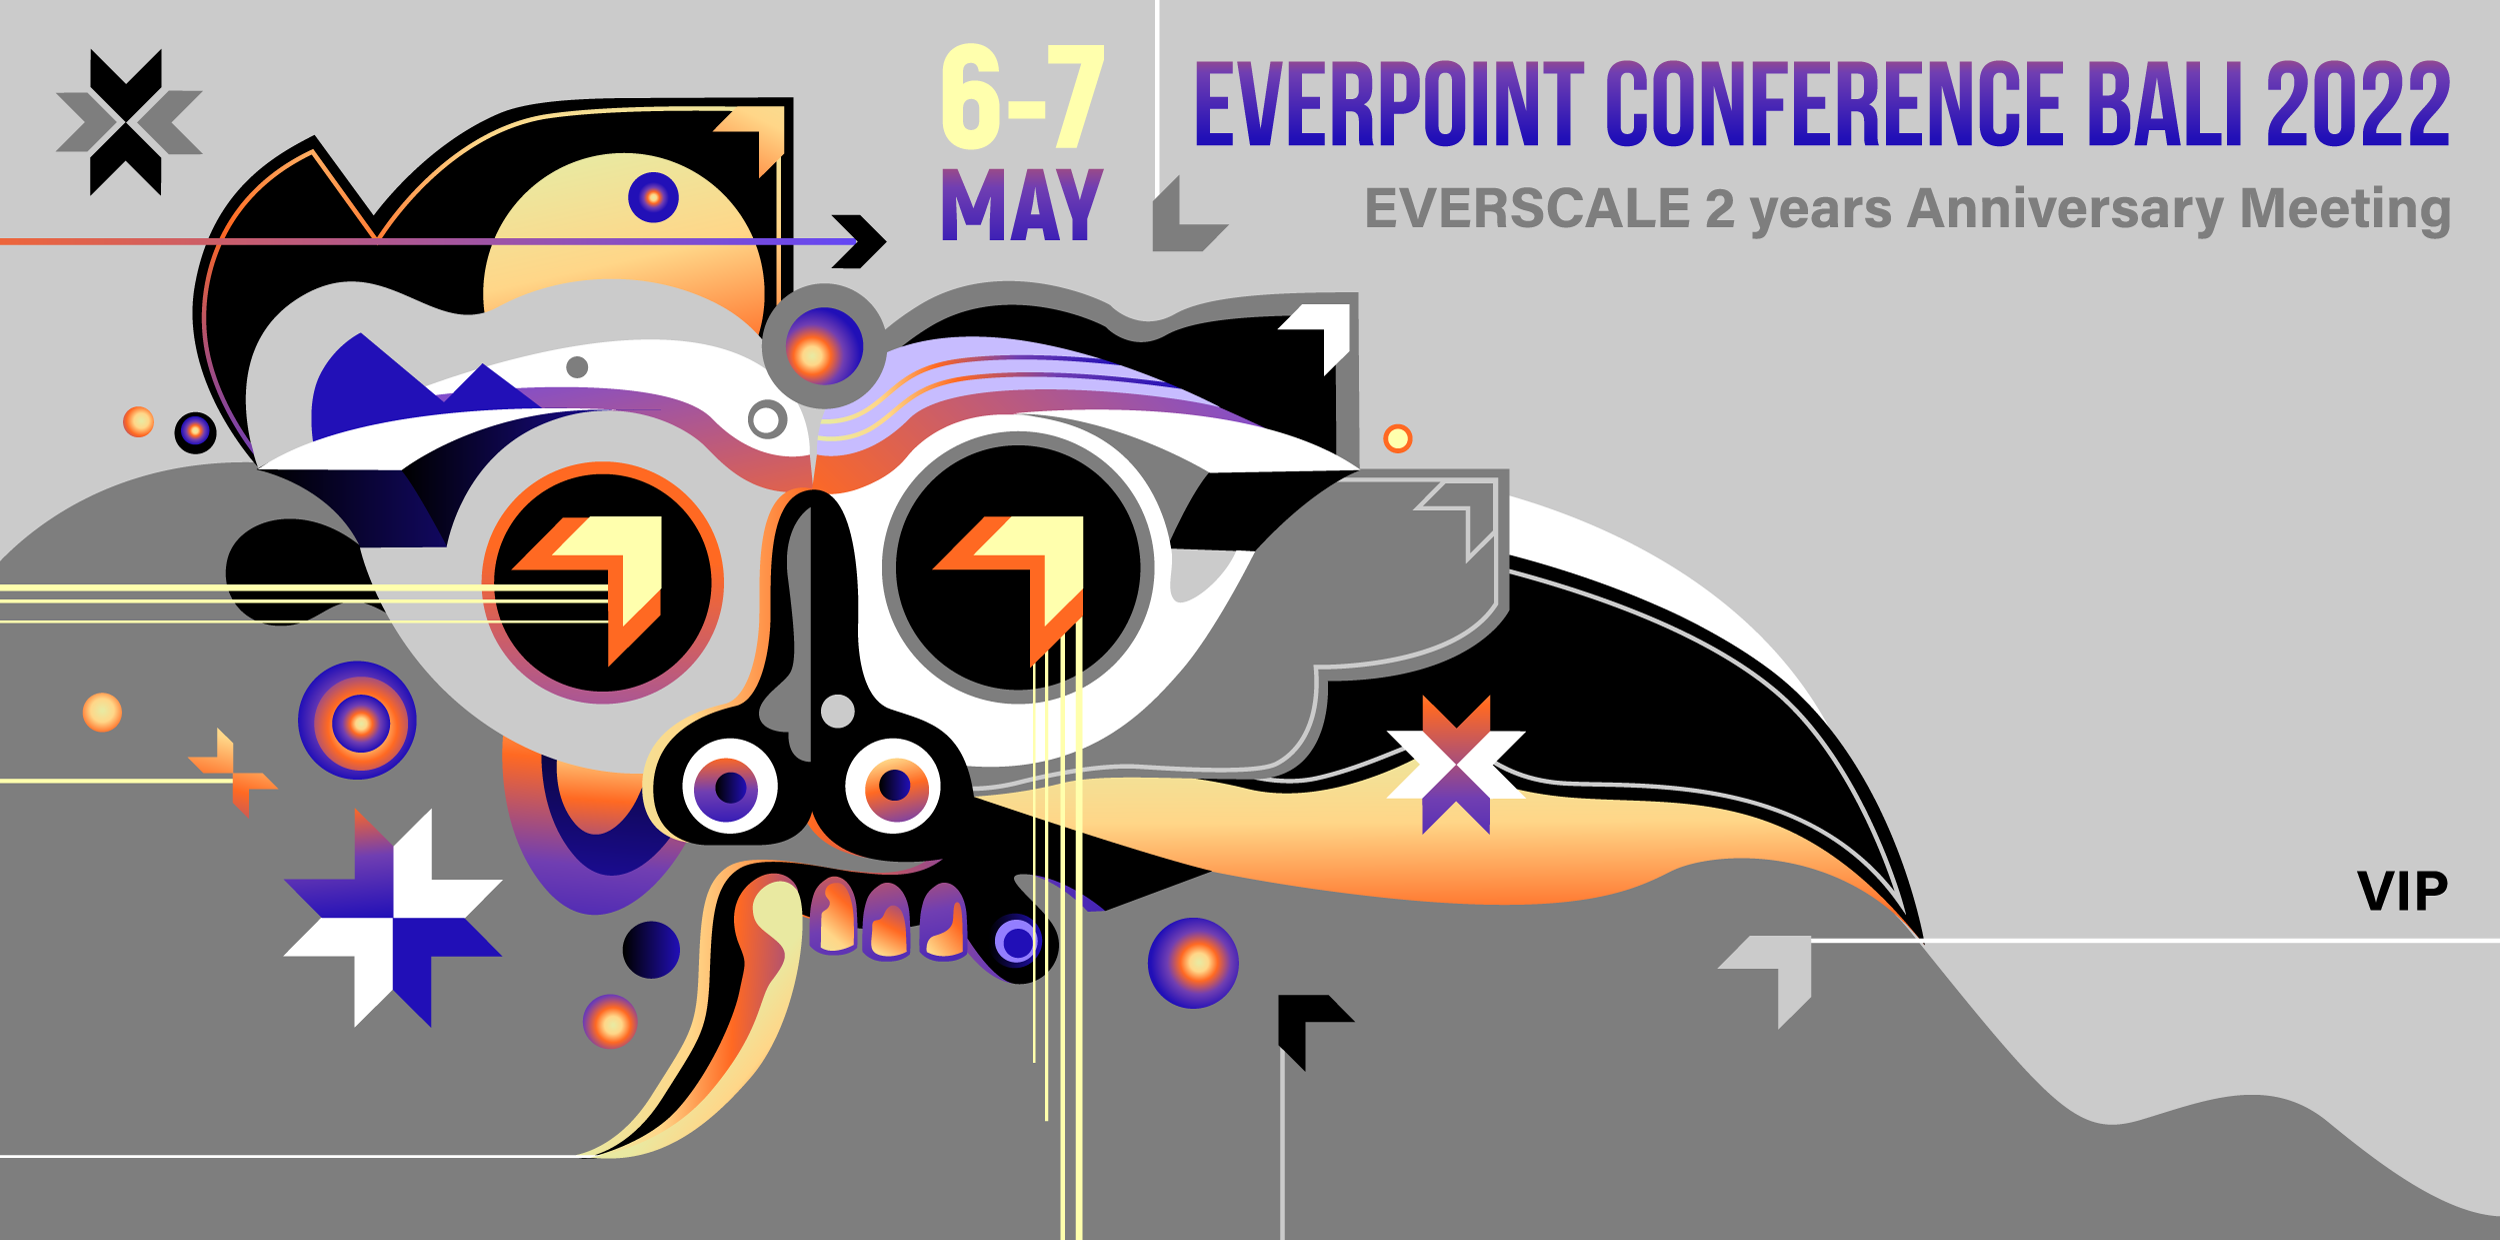 6-7
MAY
EVERPOINT CONFERENCE BALI 2022
EVERSCALE 2 years Anniversary Meeting
VIP